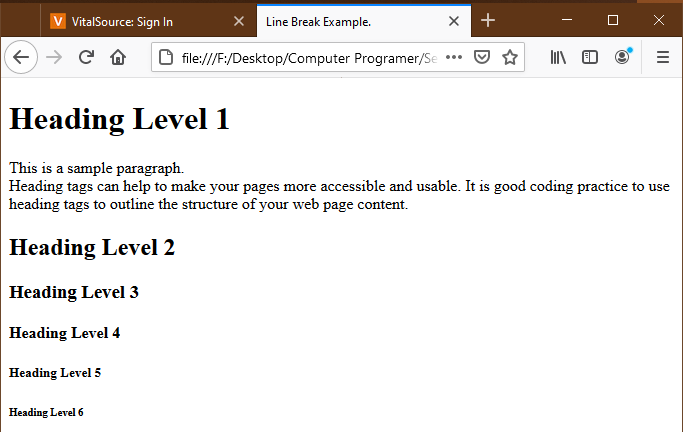 V VitalSource: Sign In
Line Break Example.
file:///F:/Desktop/Computer Programer/Se
Heading Level 1
This is a sample paragraph.
Heading tags can help to make your pages more accessible and usable. It is good coding practice to use
heading tags to outline the structure of your web page content.
Heading Level 2
Heading Level 3
Heading Level 4
Heading Level 5
Heading Level 6